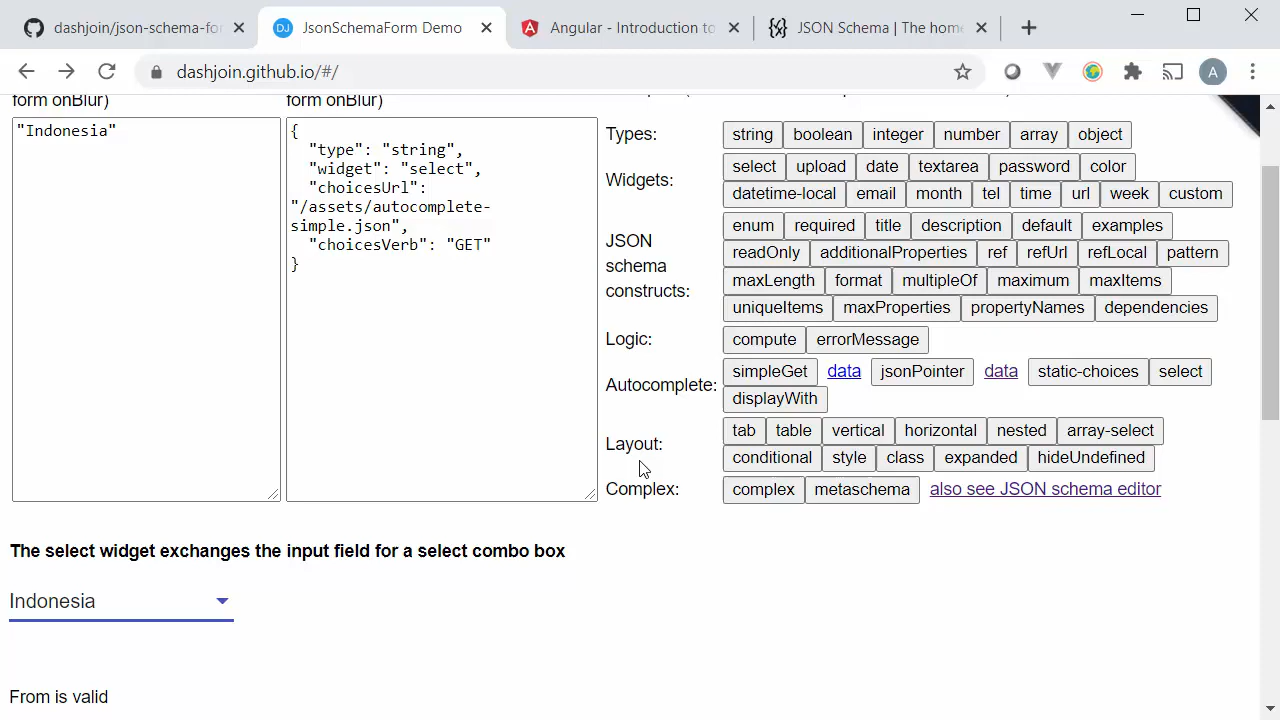 dashjoin/json-schema-for
JsonSchemaForm Demo
Angular - Introduction to
JSON Schema | The home
dashjoin.github.io/#/
A
form onBlur)
form onBlur)
"Indonesia"
{
"type": "string",
"widget": "select",
"choicesUrl":
"/assets/autocomplete-
simple.json",
"choicesVerb": "GET"
}
Types: string boolean integer number array object
Widgets: select upload date textarea password color
datetime-local email month tel time url week custom
JSON schema constructs: enum required title description default examples
readOnly additionalProperties ref refUrl refLocal pattern
maxLength format multipleOf maximum maxItems
uniqueItems maxProperties propertyNames dependencies
Logic: compute errorMessage
Autocomplete: simpleGet data jsonPointer data static-choices select
displayWith
Layout: tab table vertical horizontal nested array-select
conditional style class expanded hideUndefined
Complex: complex metaschema also see JSON schema editor
The select widget exchanges the input field for a select combo box
Indonesia
From is valid